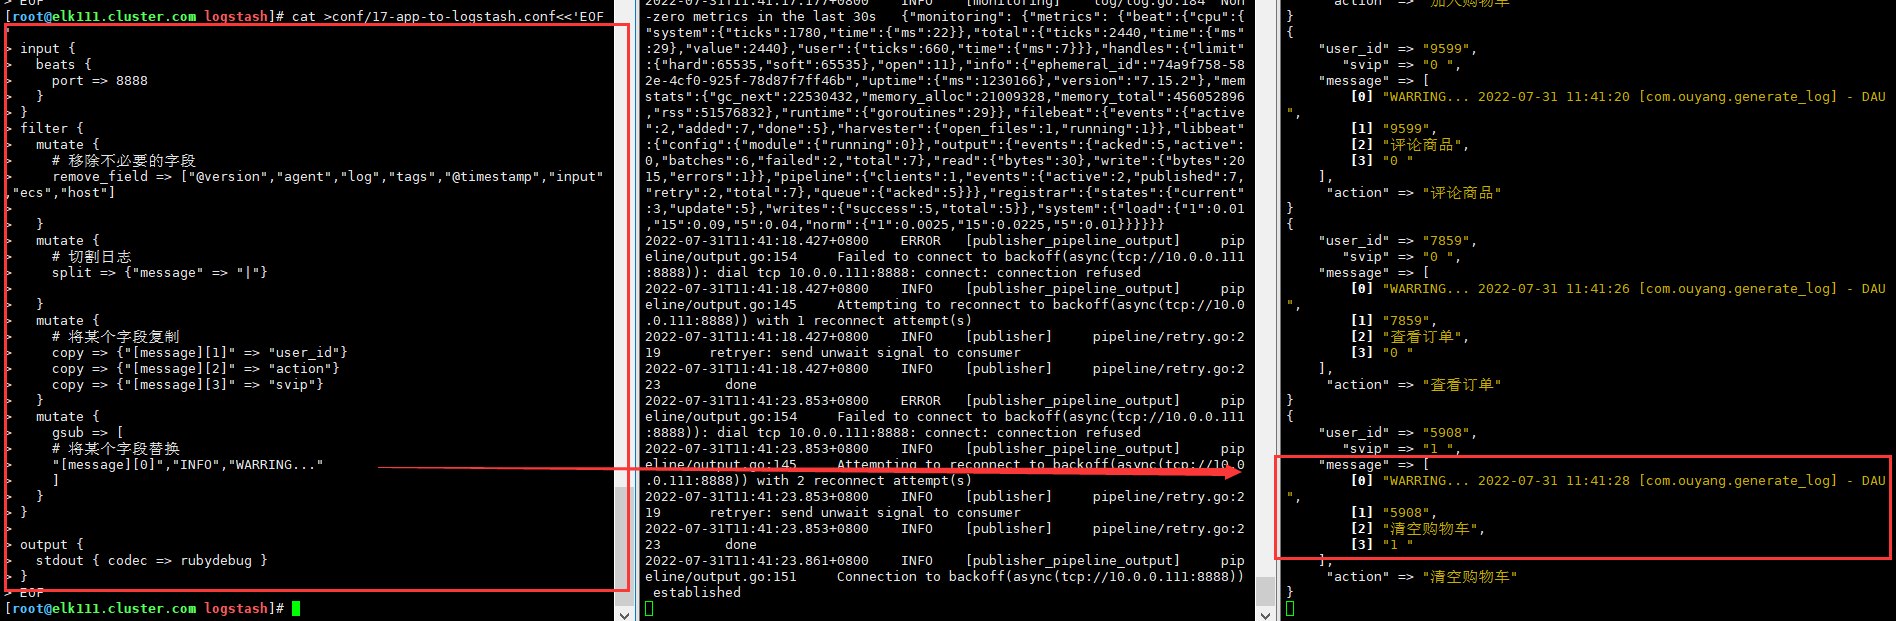 > EOF
[root@elk111.cluster.com logstash]# cat >conf/17-app-to-logstash.conf<<'EOF
'
> input {
>   beats {
>     port => 8888
>   }
> }
> filter {
>   mutate {
>     # 移除不必要的字段
>     remove_field => ["@version","agent","log","tags","@timestamp","input"
,"ecs","host"]
>
>   }
>   mutate {
>     # 切割日志
>     split => {"message" => "|"}
>
>   }
>   mutate {
>     # 将某个字段复制
>     copy => {"[message][1]" => "user_id"}
>     copy => {"[message][2]" => "action"}
>     copy => {"[message][3]" => "svip"}
>   }
>   mutate {
>     gsub => [
>     # 将某个字段替换
>     "[message][0]","INFO","WARRING..."
>     ]
>   }
> }
>
> output {
>   stdout { codec => rubydebug }
> }
> EOF
[root@elk111.cluster.com logstash]#
2022-07-31T11:41:17.177+0800    INFO    [monitoring]    log/log.go:184  Non
-zero metrics in the last 30s   {"monitoring": {"metrics": {"beat":{"cpu":{
"system":{"ticks":1780,"time":{"ms":22}},"total":{"ticks":2440,"time":{"ms"
:29},"value":2440},"user":{"ticks":660,"time":{"ms":7}}},"handles":{"limit"
:{"hard":65535,"soft":65535},"open":11},"info":{"ephemeral_id":"74a9f758-58
2e-4cf0-925f-78d87f7ff46b","uptime":{"ms":1230166},"version":"7.15.2"},"mem
stats":{"gc_next":22530432,"memory_alloc":21009328,"memory_total":456052896
,"rss":51576832},"runtime":{"goroutines":29}},"filebeat":{"events":{"active
":2,"added":7,"done":5},"harvester":{"open_files":1,"running":1}},"libbeat"
:{"config":{"module":{"running":0}},"output":{"events":{"acked":5,"active":
0,"batches":6,"failed":2,"total":7},"read":{"bytes":30},"write":{"bytes":20
15,"errors":1}},"pipeline":{"clients":1,"events":{"active":2,"published":7,
"retry":2,"total":7},"queue":{"acked":5}}},"registrar":{"states":{"current"
:3,"update":5},"writes":{"success":5,"total":5}},"system":{"load":{"1":0.01
,"15":0.09,"5":0.04,"norm":{"1":0.0025,"15":0.0225,"5":0.01}}}}}}
2022-07-31T11:41:18.427+0800    ERROR   [publisher_pipeline_output]     pip
eline/output.go:154     Failed to connect to backoff(async(tcp://10.0.0.111
:8888)): dial tcp 10.0.0.111:8888: connect: connection refused
2022-07-31T11:41:18.427+0800    INFO    [publisher_pipeline_output]     pip
eline/output.go:145     Attempting to reconnect to backoff(async(tcp://10.0
.0.111:8888)) with 1 reconnect attempt(s)
2022-07-31T11:41:18.427+0800    INFO    [publisher]     pipeline/retry.go:2
19      retryer: send unwait signal to consumer
2022-07-31T11:41:18.427+0800    INFO    [publisher]     pipeline/retry.go:2
23        done
2022-07-31T11:41:23.853+0800    ERROR   [publisher_pipeline_output]     pip
eline/output.go:154     Failed to connect to backoff(async(tcp://10.0.0.111
:8888)): dial tcp 10.0.0.111:8888: connect: connection refused
2022-07-31T11:41:23.853+0800    INFO    [publisher_pipeline_output]     pip
eline/output.go:145     Attempting to reconnect to backoff(async(tcp://10.0
.0.111:8888)) with 2 reconnect attempt(s)
2022-07-31T11:41:23.853+0800    INFO    [publisher]     pipeline/retry.go:2
19      retryer: send unwait signal to consumer
2022-07-31T11:41:23.853+0800    INFO    [publisher]     pipeline/retry.go:2
23        done
2022-07-31T11:41:23.861+0800    INFO    [publisher_pipeline_output]     pip
eline/output.go:151     Connection to backoff(async(tcp://10.0.0.111:8888))
 established
     "action" => "加入购物车"
}
{
    "user_id" => "9599",
       "svip" => "0 ",
    "message" => [
        [0] "WARRING... 2022-07-31 11:41:20 [com.ouyang.generate_log] - DAU
",
        [1] "9599",
        [2] "评论商品",
        [3] "0 "
    ],
     "action" => "评论商品"
}
{
    "user_id" => "7859",
       "svip" => "0 ",
    "message" => [
        [0] "WARRING... 2022-07-31 11:41:26 [com.ouyang.generate_log] - DAU
",
        [1] "7859",
        [2] "查看订单",
        [3] "0 "
    ],
     "action" => "查看订单"
}
{
    "user_id" => "5908",
       "svip" => "1 ",
    "message" => [
        [0] "WARRING... 2022-07-31 11:41:28 [com.ouyang.generate_log] - DAU
",
        [1] "5908",
        [2] "清空购物车",
        [3] "1 "
    ],
     "action" => "清空购物车"
}